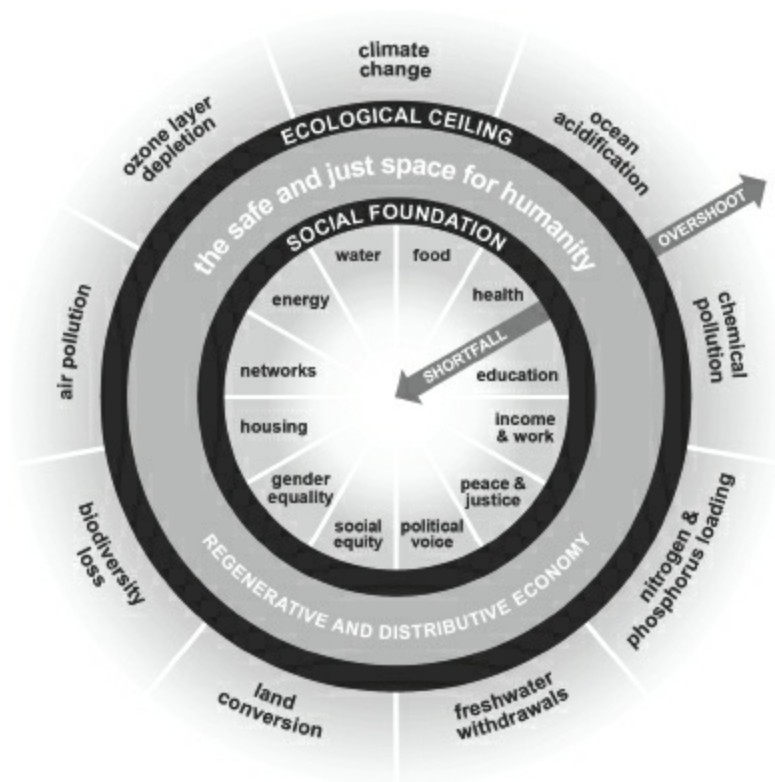 climate
change
ocean
acidification
chemical
pollution
nitrogen &
phosphorus loading
freshwater
withdrawals
land
conversion
biodiversity
loss
air pollution
ozone layer
depletion
ECOLOGICAL CEILING
the safe and just space for humanity
OVERSHOOT
SOCIAL FOUNDATION
water
food
health
SHORTFALL
education
income
& work
peace &
justice
political
voice
social
equity
gender
equality
housing
networks
energy
REGENERATIVE AND DISTRIBUTIVE ECONOMY